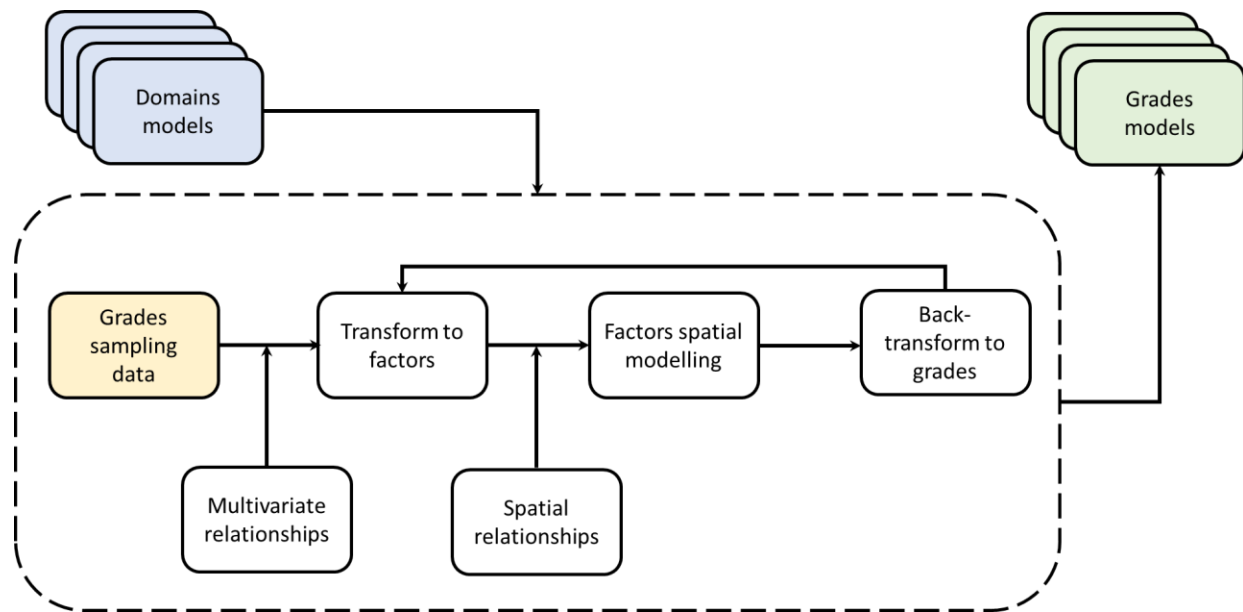 Domains
models
Grades
models
Grades
sampling
data
Transform to
factors
Factors spatial
modelling
Back-
transform to
grades
Multivariate
relationships
Spatial
relationships